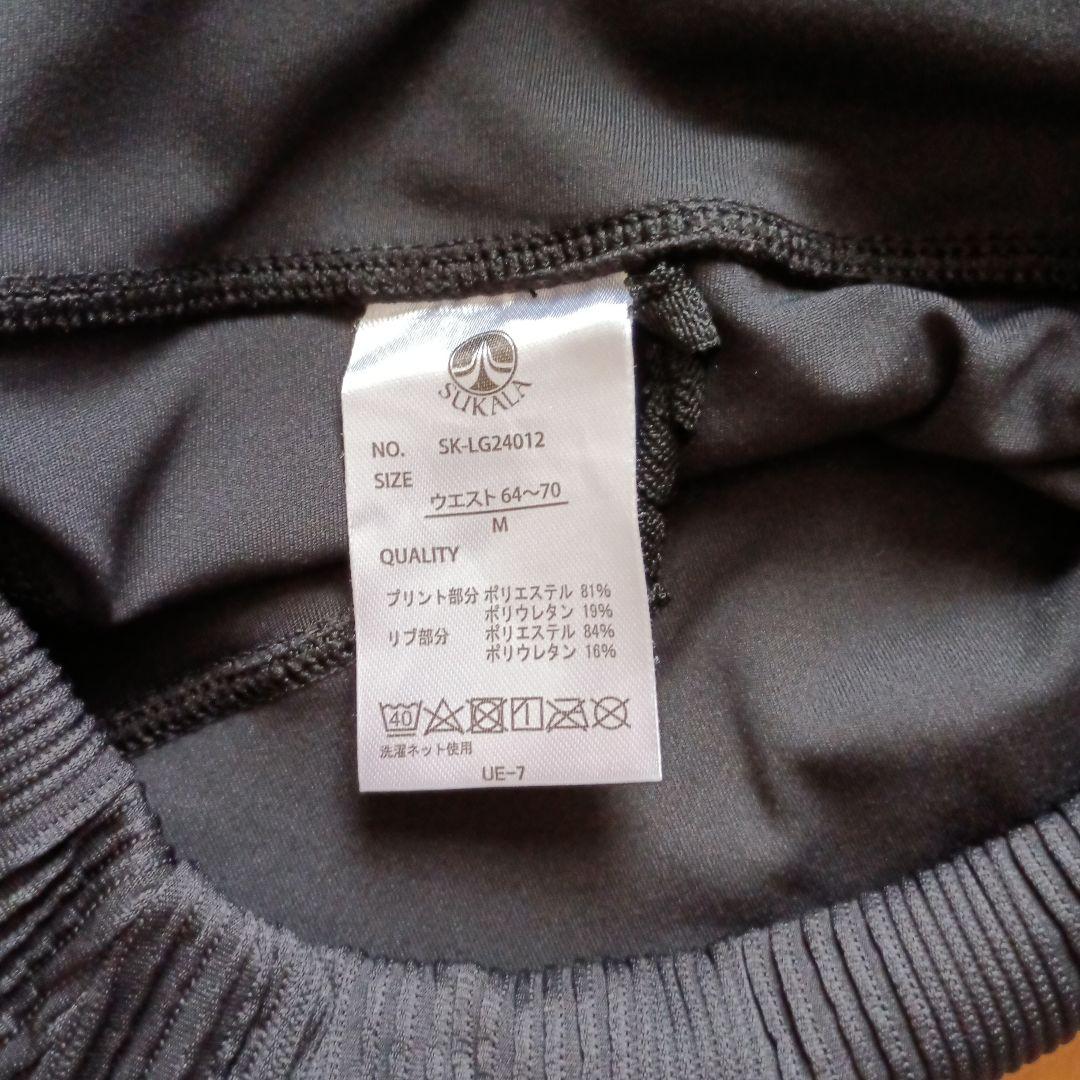 SUKALA
NO. SK-LG24012
SIZE
ウエスト 64～70
M
QUALITY
プリント部分 ポリエステル 81%
ポリウレタン 19%
リブ部分 ポリエステル 84%
ポリウレタン 16%
40
洗濯ネット使用
UE-7